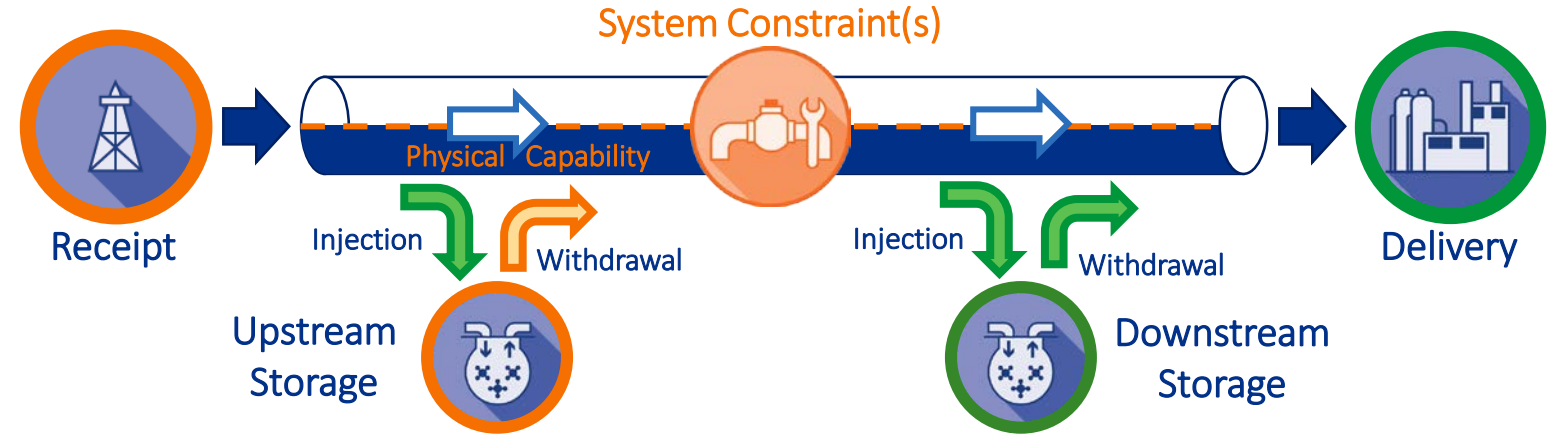 System Constraint(s)
Physical Capability
Receipt
Injection
Withdrawal
Injection
Withdrawal
Delivery
Upstream
Storage
Downstream
Storage